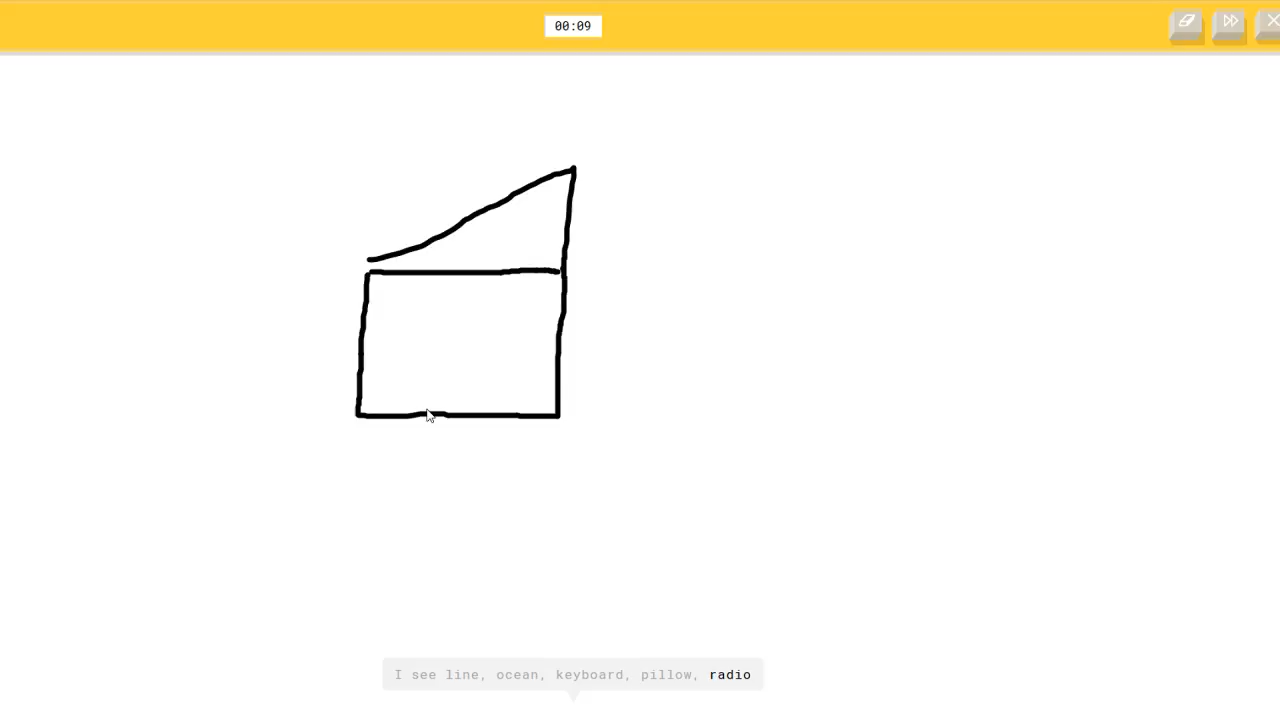 00:09
I see line, ocean, keyboard, pillow, radio